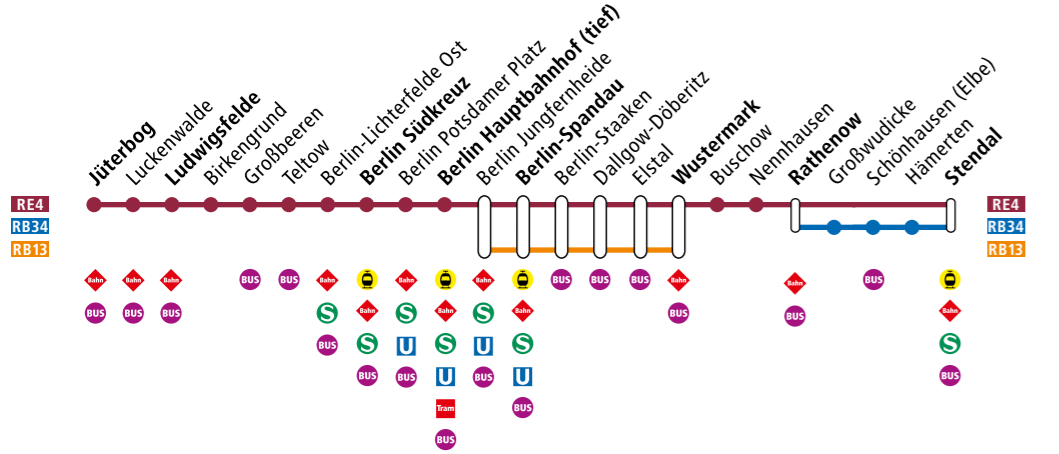 Jüterbog
Luckenwalde
Ludwigsfelde
Birkengrund
Großbeeren
Teltow
Berlin-Lichterfelde Ost
Berlin Südkreuz
Berlin Potsdamer Platz
Berlin Hauptbahnhof (tief)
Berlin Jungfernheide
Berlin-Spandau
Berlin-Staaken
Dallgow-Döberitz
Elstal
Wustermark
Buschow
Nennhausen
Rathenow
Großwudicke
Schönhausen (Elbe)
Hämerten
Stendal
RE4 RE4
RB34 RB34
RB13 RB13
Bahn Bahn Bahn BUS BUS Bahn Bahn Bahn BUS BUS BUS Bahn Bahn BUS
BUS BUS BUS S Bahn S Bahn S Bahn BUS BUS Bahn
BUS S U S U S S
BUS BUS U BUS U BUS
Tram BUS
BUS